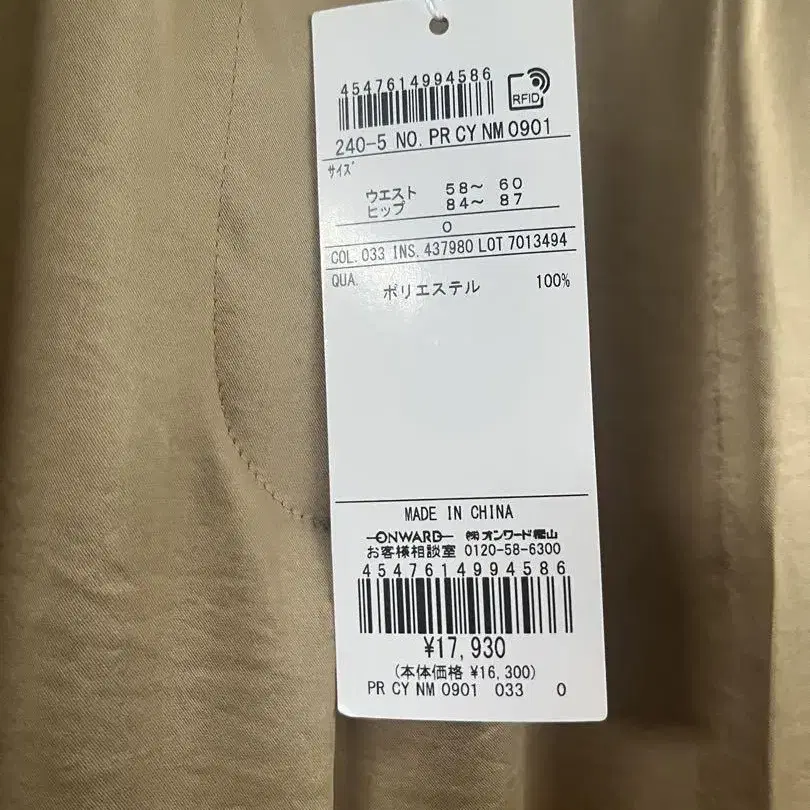 4547614994586
RFID
240-5 NO. PR CY NM 0901
サイズ
ウエスト 58〜 60
ヒップ 84〜 87
0
COL. 033 INS. 437980 LOT 7013494
QUA. ポリエステル 100%
MADE IN CHINA
ONWARD ㈱オンワード樫山
お客様相談室 0120-58-6300
4547614994586
¥17,930
(本体価格 ¥16,300)
PR CY NM 0901 033 0